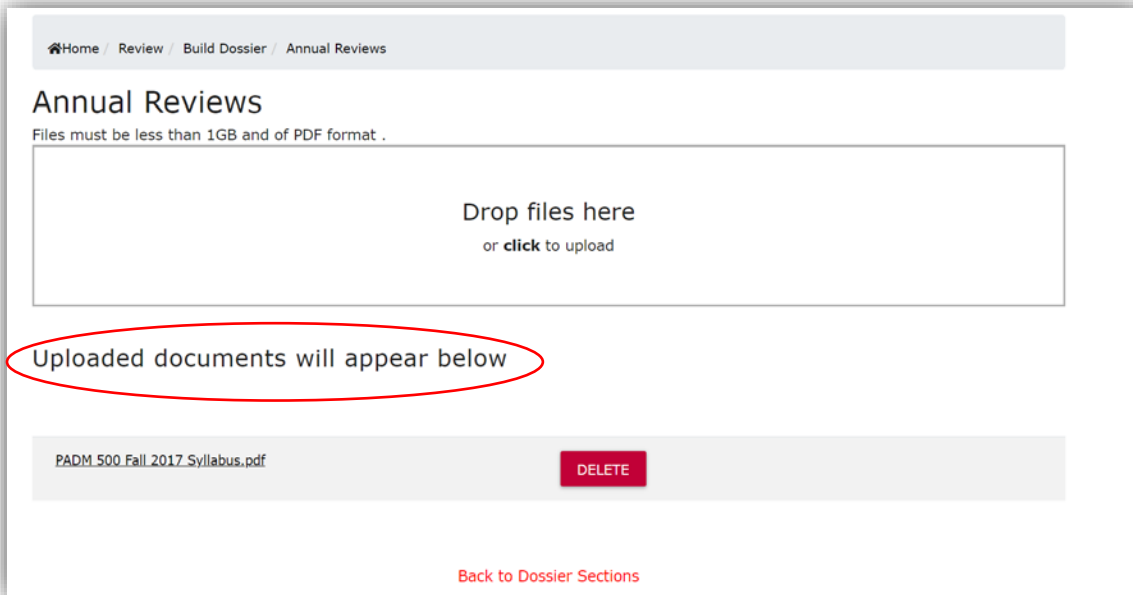 Home / Review / Build Dossier / Annual Reviews
Annual Reviews
Files must be less than 1GB and of PDF format .
Drop files here
or click to upload
Uploaded documents will appear below
PADM 500 Fall 2017 Syllabus.pdf DELETE
Back to Dossier Sections